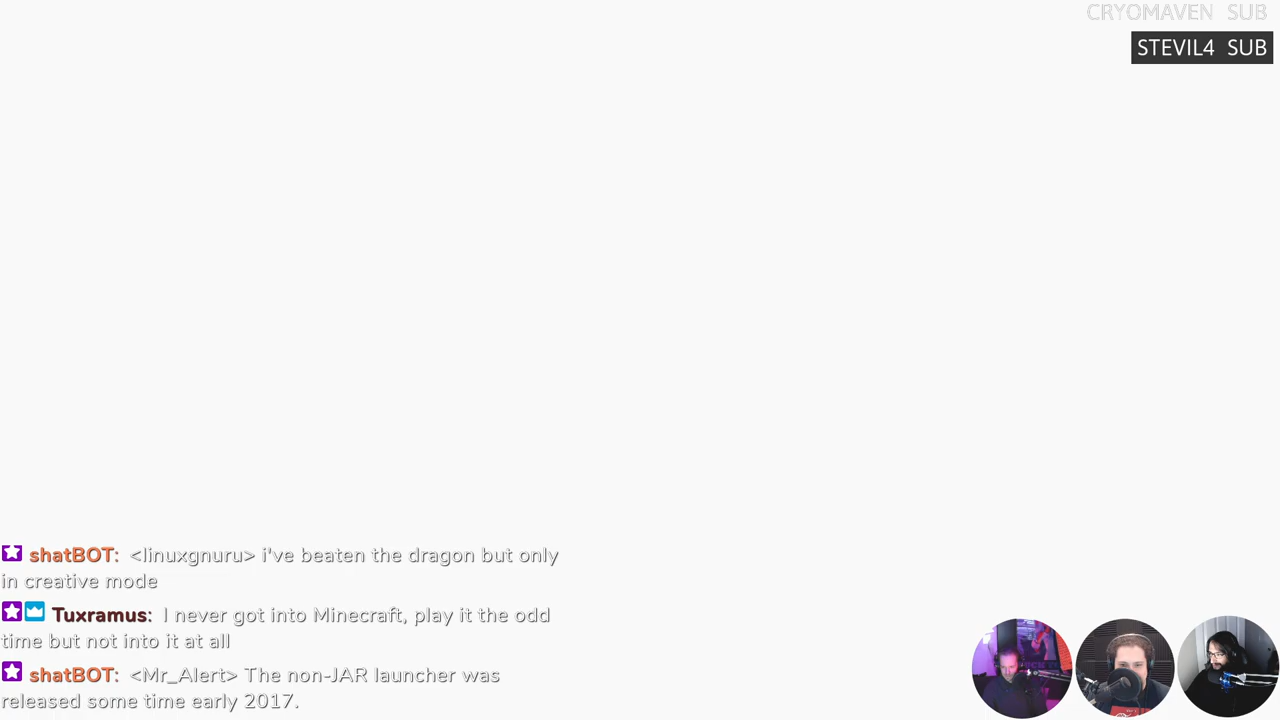 CRYOMAVEN SUB
STEVIL4 SUB
shatBOT: <linuxgnuru> i've beaten the dragon but only
in creative mode
Tuxramus: I never got into Minecraft, play it the odd
time but not into it at all
shatBOT: <Mr_Alert> The non-JAR launcher was
released some time early 2017.